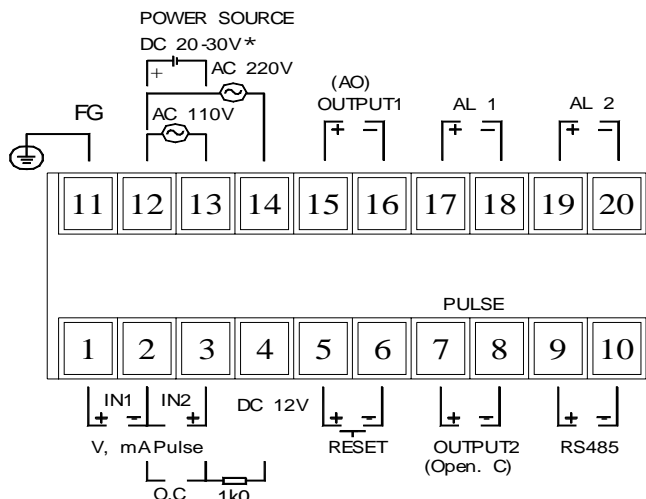 POWER SOURCE
DC 20-30V*
+
AC 220V
(AO)
FG
AC 110V
OUTPUT1
AL 1
AL 2
+ - + - + -
11 12 13 14 15 16 17 18 19 20
PULSE
1 2 3 4 5 6 7 8 9 10
IN1 IN2 DC 12V
+ - + + - + - + -
V, mA Pulse RESET OUTPUT2 RS485
(Open. C)
O.C 1kΩ